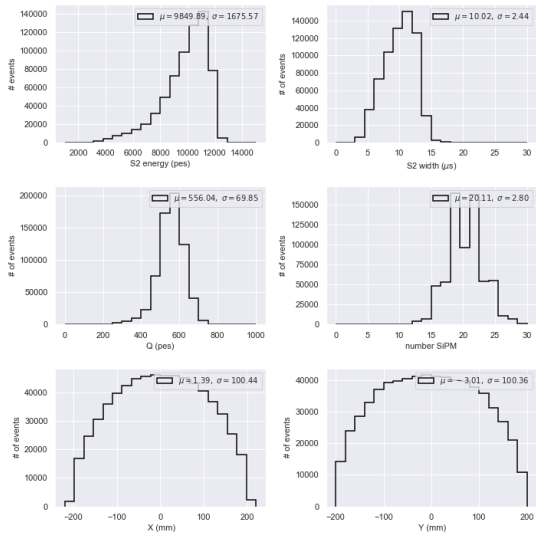 μ = 9849.89, σ = 1675.57
140000
120000
100000
80000
60000
40000
20000
0
# of events
2000 4000 6000 8000 10000 12000 14000
S2 energy (pes)
μ = 10.02, σ = 2.44
140000
120000
100000
80000
60000
40000
20000
0
# of events
0 5 10 15 20 25 30
S2 width (μs)
μ = 556.04, σ = 69.85
200000
150000
100000
50000
0
# of events
0 200 400 600 800 1000
Q (pes)
μ = 20.11, σ = 2.80
150000
125000
100000
75000
50000
25000
0
# of events
0 5 10 15 20 25 30
number SiPM
μ = 1.39, σ = 100.44
40000
30000
20000
10000
0
# of events
−200 −100 0 100 200
X (mm)
μ = −3.01, σ = 100.36
40000
30000
20000
10000
0
# of events
−200 −100 0 100 200
Y (mm)